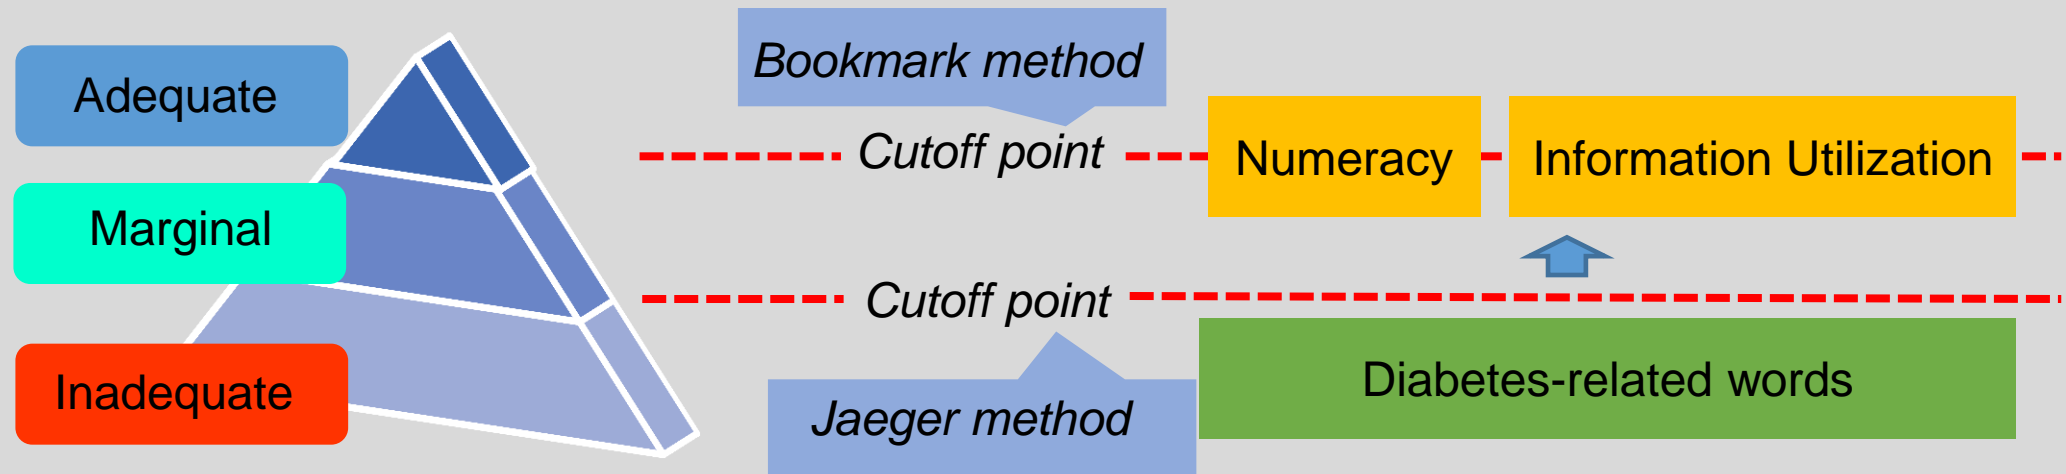 Adequate
Marginal
Inadequate
Bookmark method
Cutoff point
Cutoff point
Jaeger method
Numeracy
Information Utilization
Diabetes-related words